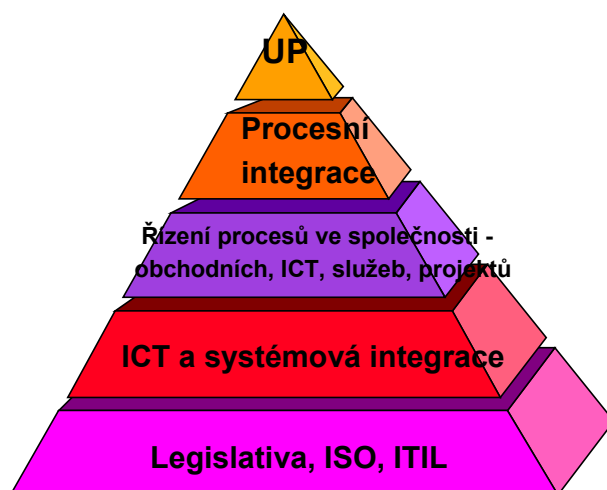 UP
Procesní
integrace
Řízení procesů ve společnosti -
obchodních, ICT, služeb, projektů
ICT a systémová integrace
Legislativa, ISO, ITIL